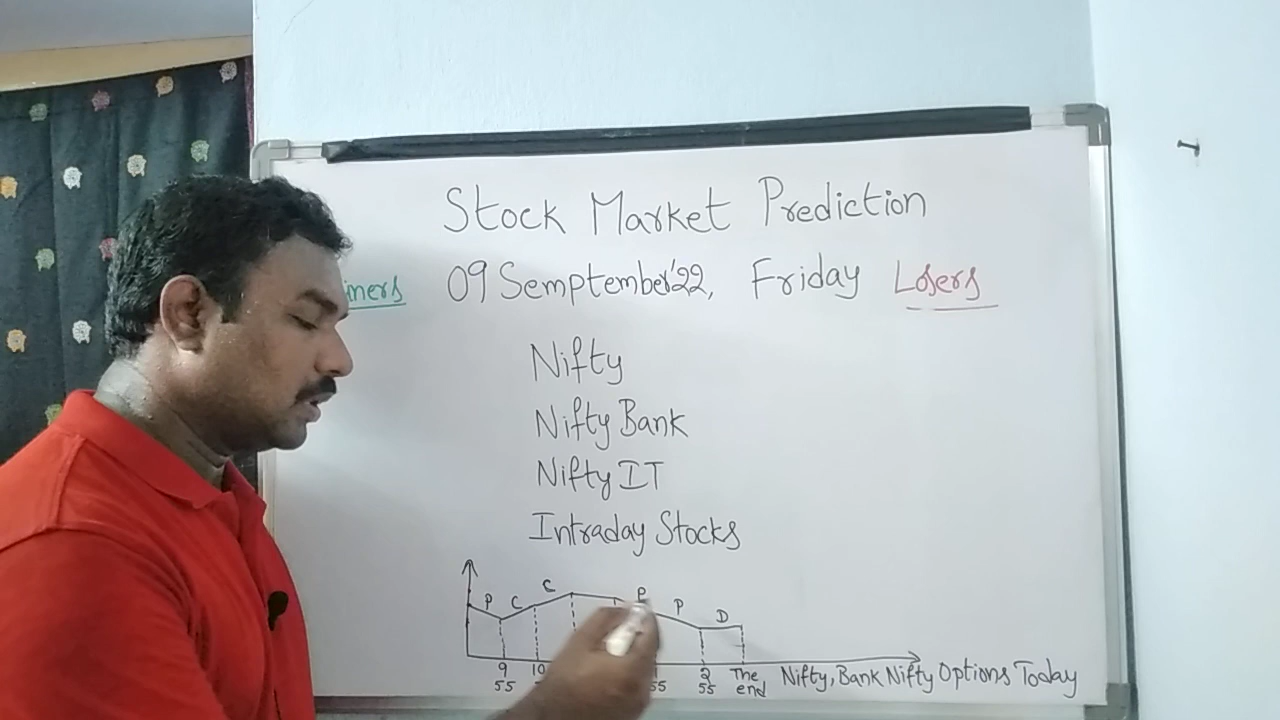 Stock Market Prediction
09 Semptember'22, Friday Losers
Nifty
Nifty Bank
Nifty IT
Intraday Stocks
P C C P P D
9 10 2 The
55 55 55 end
Nifty, Bank Nifty Options Today